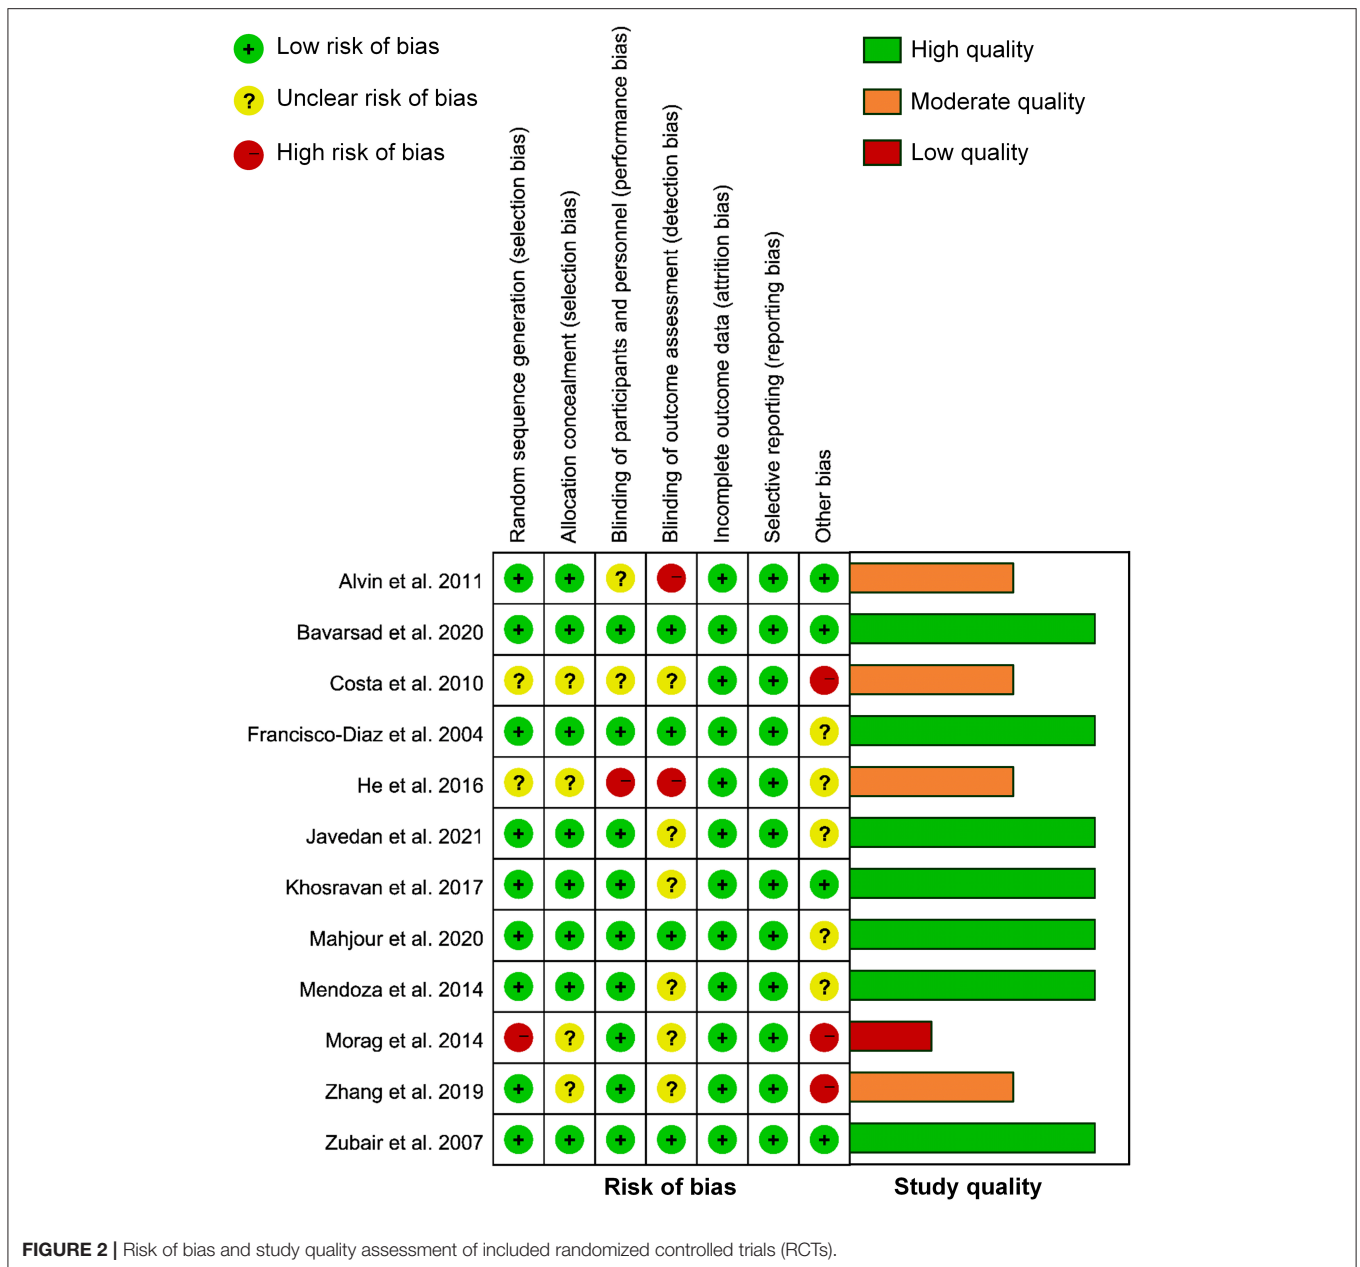 Low risk of bias
Unclear risk of bias
High risk of bias
High quality
Moderate quality
Low quality
Random sequence generation (selection bias)
Allocation concealment (selection bias)
Blinding of participants and personnel (performance bias)
Blinding of outcome assessment (detection bias)
Incomplete outcome data (attrition bias)
Selective reporting (reporting bias)
Other bias
Alvin et al. 2011 + + ? − + + +
Bavarsad et al. 2020 + + + + + + +
Costa et al. 2010 ? ? ? ? + + −
Francisco-Diaz et al. 2004 + + + + + + ?
He et al. 2016 ? ? − − + + ?
Javedan et al. 2021 + + + ? + + ?
Khosravan et al. 2017 + + + ? + + +
Mahjour et al. 2020 + + + + + + ?
Mendoza et al. 2014 + + + ? + + ?
Morag et al. 2014 − ? + ? + + −
Zhang et al. 2019 + ? + ? + + −
Zubair et al. 2007 + + + + + + +
Risk of bias
Study quality
FIGURE 2 | Risk of bias and study quality assessment of included randomized controlled trials (RCTs).